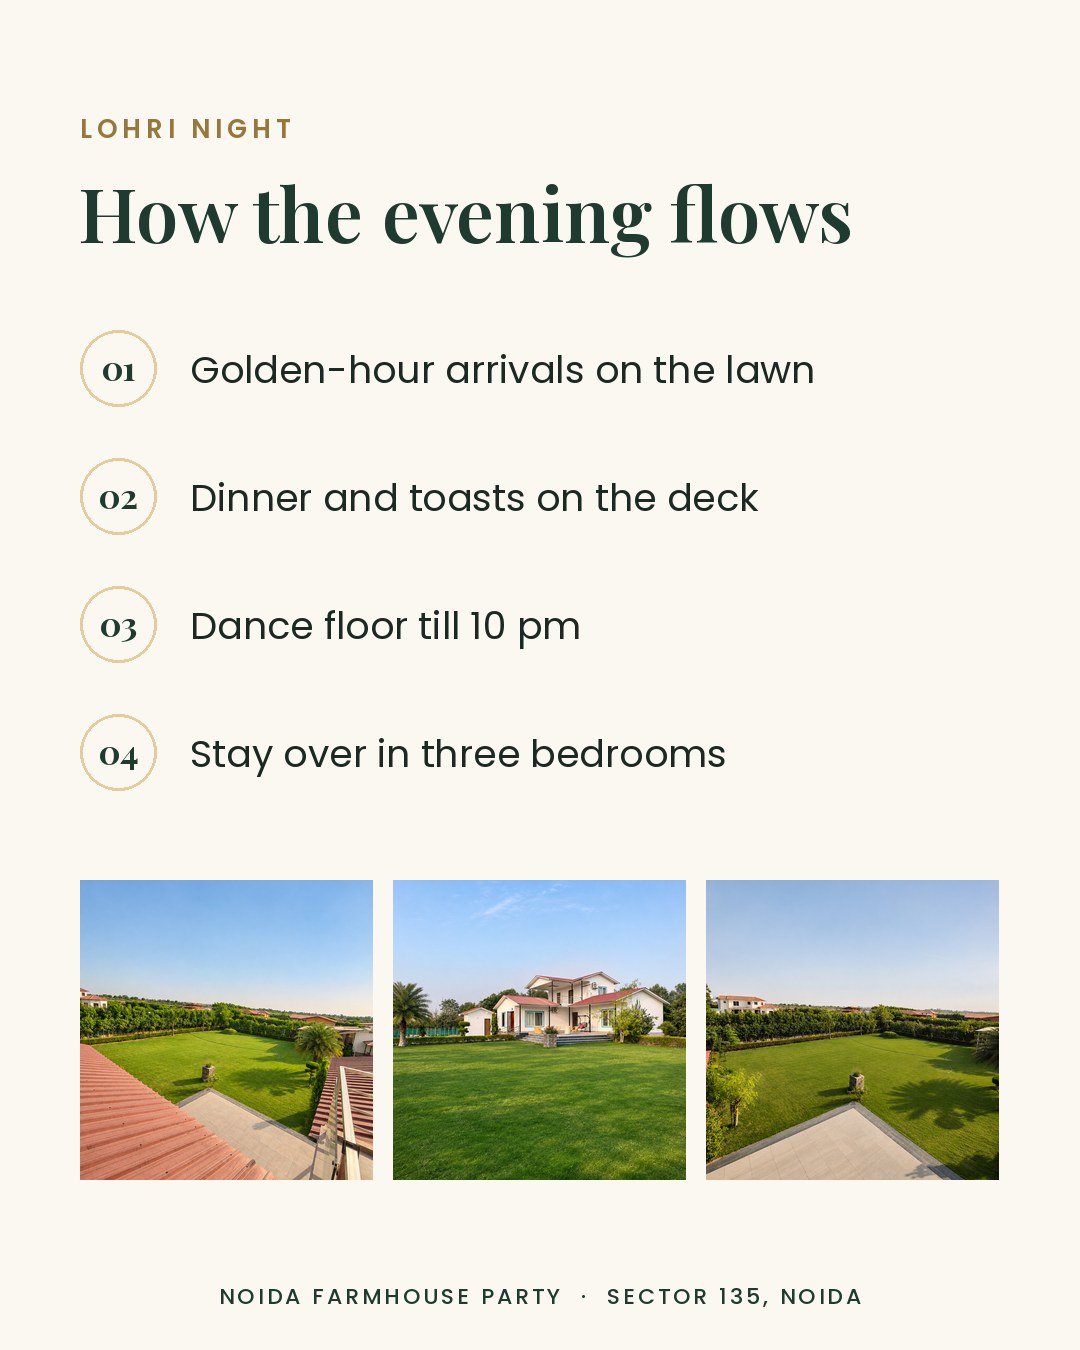 LOHRI NIGHT
How the evening flows
01 Golden-hour arrivals on the lawn
02 Dinner and toasts on the deck
03 Dance floor till 10 pm
04 Stay over in three bedrooms
NOIDA FARMHOUSE PARTY · SECTOR 135, NOIDA